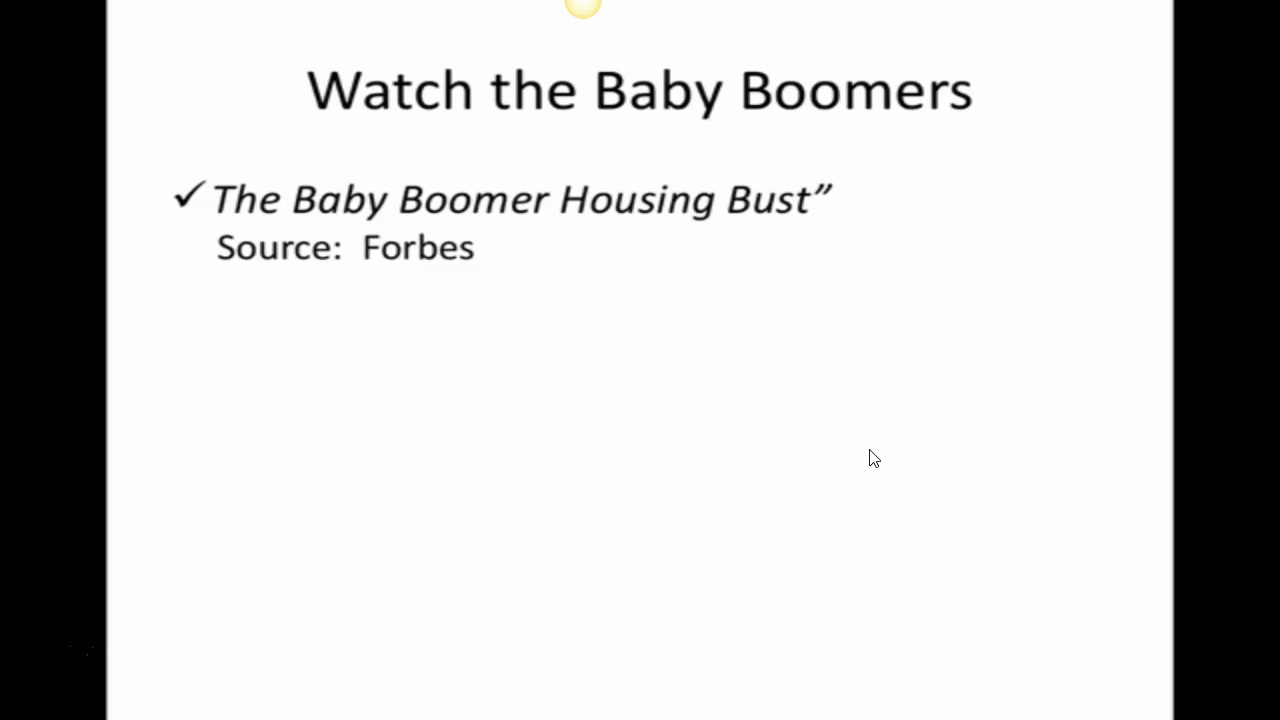 Watch the Baby Boomers
✓ The Baby Boomer Housing Bust”
Source: Forbes